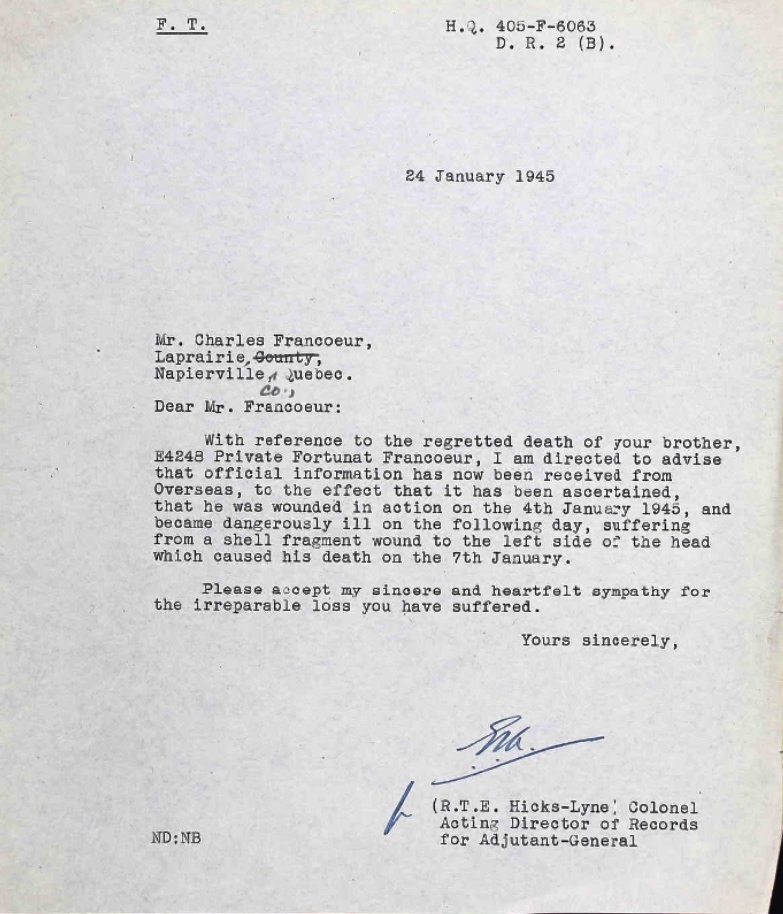 F. T.
H.Q. 405-F-6063
D. R. 2 (B).
24 January 1945
Mr. Charles Francoeur,
Laprairie, County,
Napierville, Quebec.
Co.,
Dear Mr. Francoeur:
With reference to the regretted death of your brother,
E4248 Private Fortunat Francoeur, I am directed to advise
that official information has now been received from
Overseas, to the effect that it has been ascertained,
that he was wounded in action on the 4th January 1945, and
became dangerously ill on the following day, suffering
from a shell fragment wound to the left side of the head
which caused his death on the 7th January.
Please accept my sincere and heartfelt sympathy for
the irreparable loss you have suffered.
Yours sincerely,
(R.T.E. Hicks-Lyne) Colonel
Acting Director of Records
for Adjutant-General
ND:NB